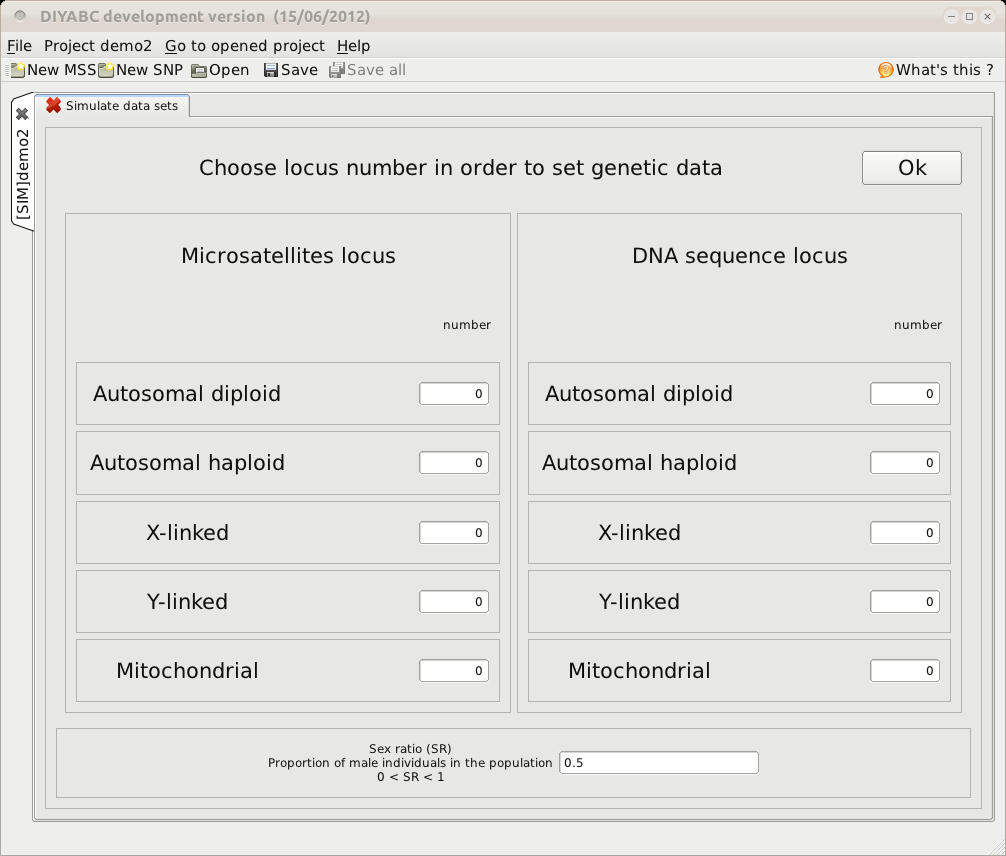 DIYABC development version (15/06/2012)
File Project demo2 Go to opened project Help
New MSS New SNP Open Save Save all What's this ?
[SIM]demo2
Simulate data sets
Choose locus number in order to set genetic data Ok
Microsatellites locus
number
Autosomal diploid 0
Autosomal haploid 0
X-linked 0
Y-linked 0
Mitochondrial 0
DNA sequence locus
number
Autosomal diploid 0
Autosomal haploid 0
X-linked 0
Y-linked 0
Mitochondrial 0
Sex ratio (SR)
Proportion of male individuals in the population 0.5
0 < SR < 1